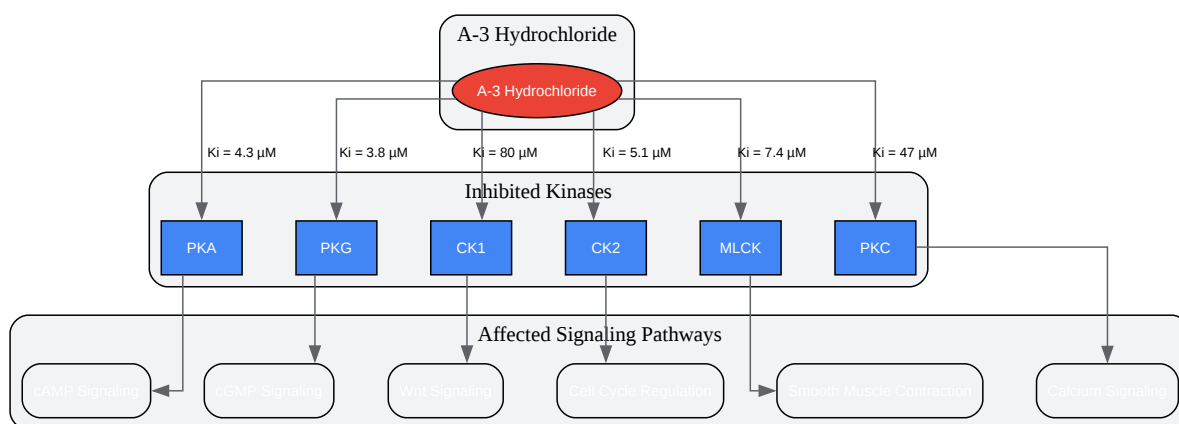 A-3 Hydrochloride
A-3 Hydrochloride
Ki = 4.3 µM
Ki = 3.8 µM
Ki = 80 µM
Ki = 5.1 µM
Ki = 7.4 µM
Ki = 47 µM
Inhibited Kinases
PKA
PKG
CK1
CK2
MLCK
PKC
Affected Signaling Pathways
cAMP Signaling
cGMP Signaling
Wnt Signaling
Cell Cycle Regulation
Smooth Muscle Contraction
Calcium Signaling